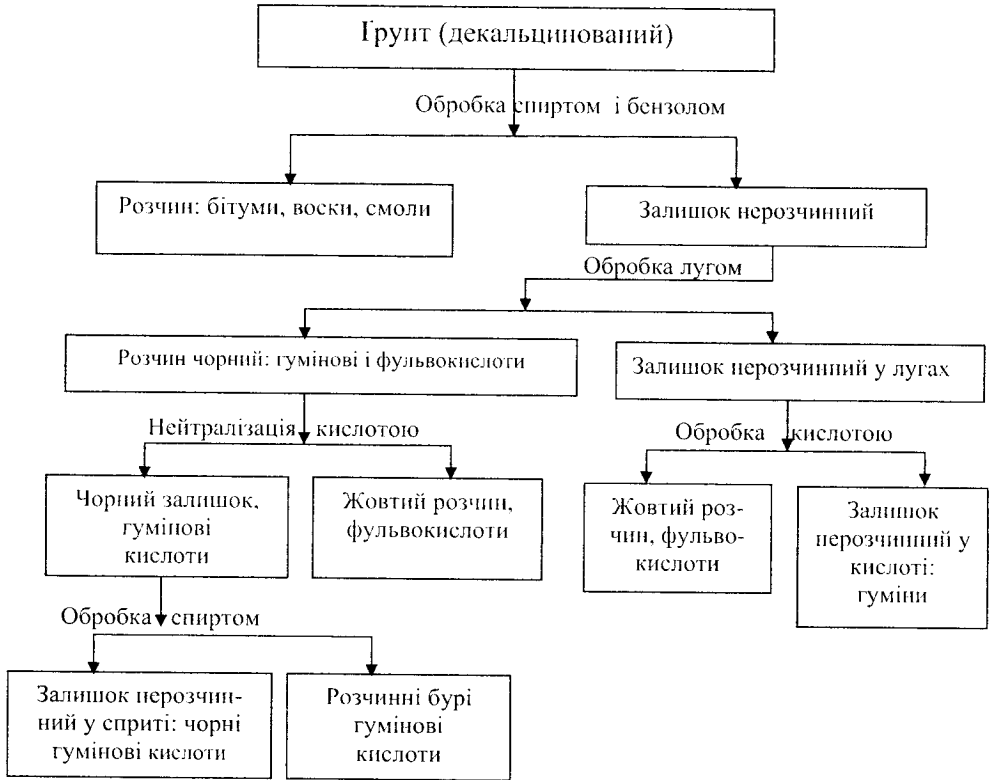 Ґрунт (декальцинований)
Обробка спиртом і бензолом
Розчин: бітуми, воски, смоли
Залишок нерозчинний
Обробка лугом
Розчин чорний: гумінові і фульвокислоти
Залишок нерозчинний у лугах
Нейтралізація кислотою
Обробка кислотою
Чорний залишок,
гумінові
кислоти
Жовтий розчин,
фульвокислоти
Жовтий роз-
чин, фульво-
кислоти
Залишок
нерозчинний у
кислоті:
гуміни
Обробка спиртом
Залишок нерозчин-
ний у сприті: чорні
гумінові кислоти
Розчинні бурі
гумінові
кислоти